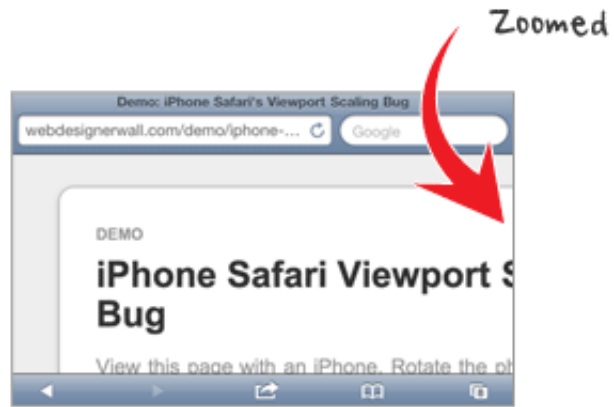 Zoomed
Demo: iPhone Safari's Viewport Scaling Bug
webdesignerwall.com/demo/iphone-...
Google
DEMO
iPhone Safari Viewport
Bug
View this page with an iPhone. Rotate the